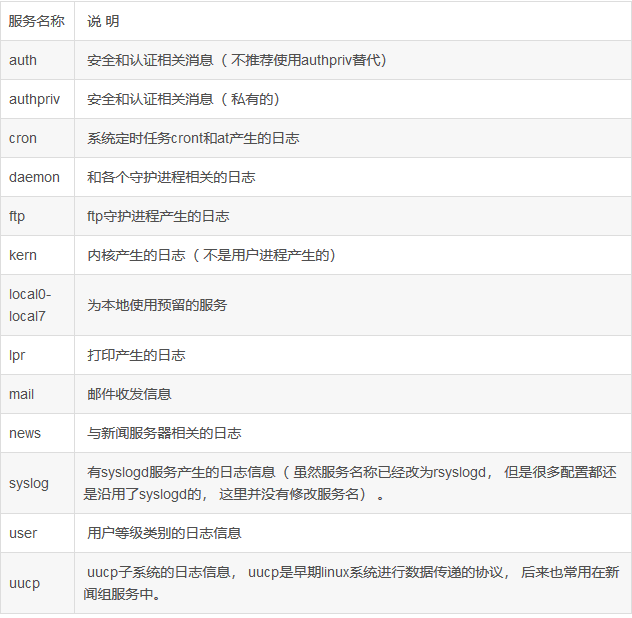 服务名称 说 明
auth 安全和认证相关消息（ 不推荐使用authpriv替代）
authpriv 安全和认证相关消息（ 私有的）
cron 系统定时任务cront和at产生的日志
daemon 和各个守护进程相关的日志
ftp ftp守护进程产生的日志
kern 内核产生的日志（ 不是用户进程产生的）
local0-
local7 为本地使用预留的服务
lpr 打印产生的日志
mail 邮件收发信息
news 与新闻服务器相关的日志
syslog 有syslogd服务产生的日志信息（ 虽然服务名称已经改为rsyslogd， 但是很多配置都还
是沿用了syslogd的， 这里并没有修改服务名） 。
user 用户等级类别的日志信息
uucp uucp子系统的日志信息， uucp是早期linux系统进行数据传递的协议， 后来也常用在新
闻组服务中。